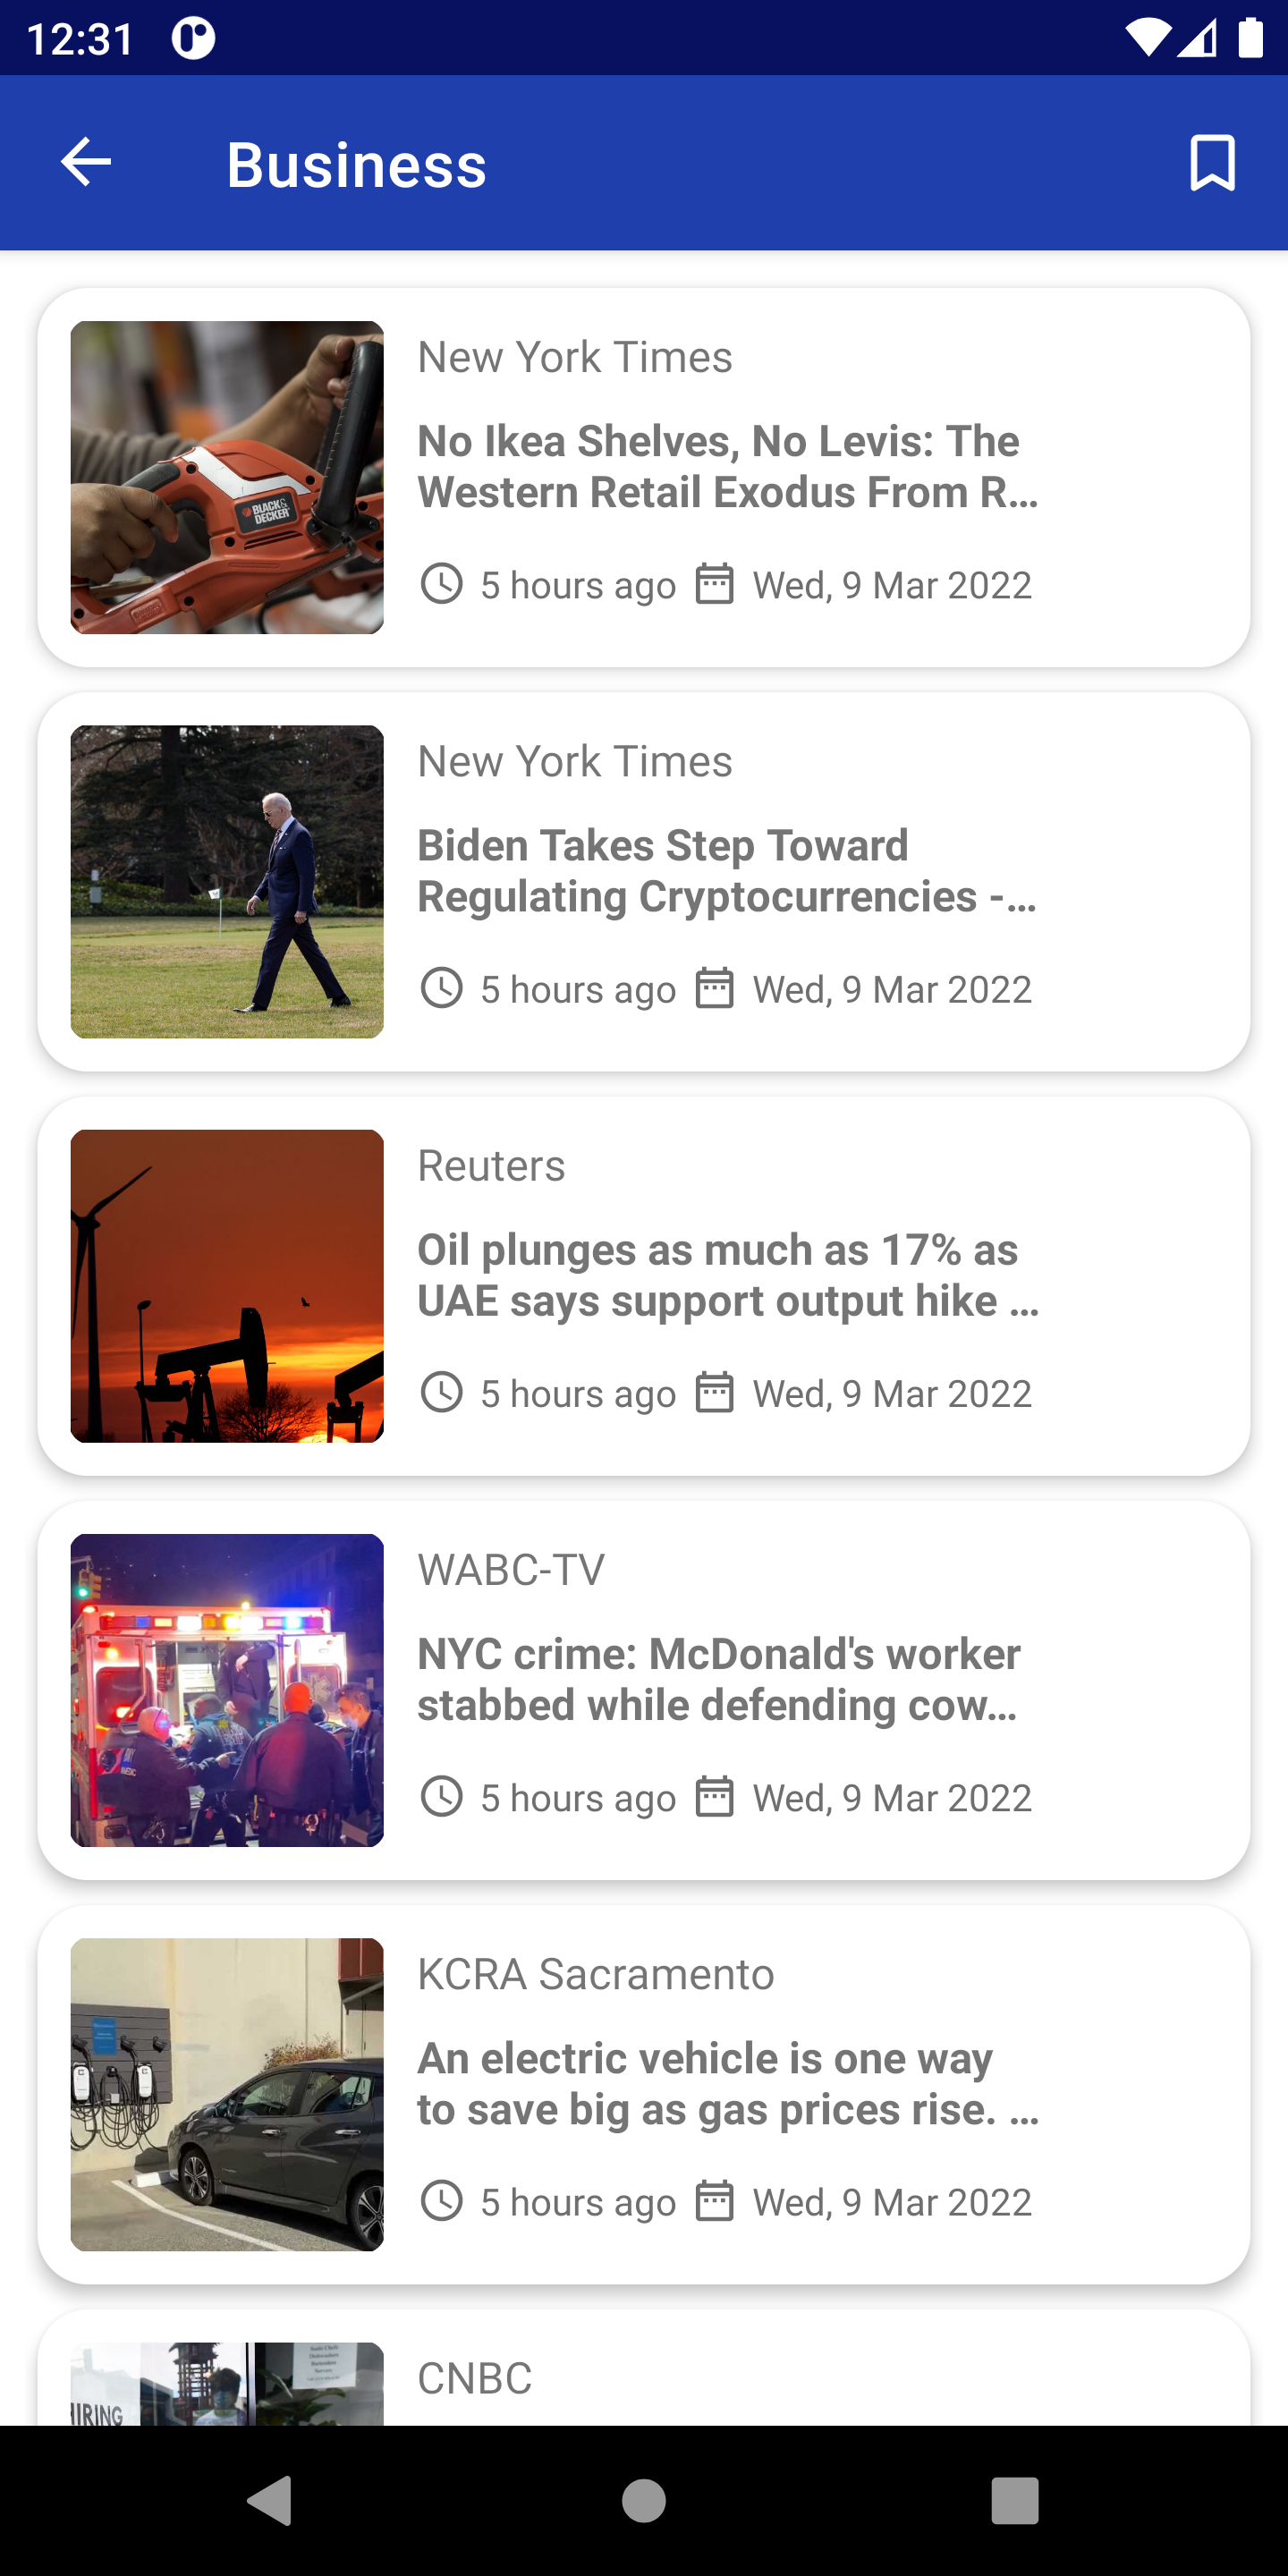 12:31
Business
New York Times
No Ikea Shelves, No Levis: The
Western Retail Exodus From R...
5 hours ago Wed, 9 Mar 2022
BLACK&
DECKER
New York Times
Biden Takes Step Toward
Regulating Cryptocurrencies -...
5 hours ago Wed, 9 Mar 2022
Reuters
Oil plunges as much as 17% as
UAE says support output hike ...
5 hours ago Wed, 9 Mar 2022
WABC-TV
NYC crime: McDonald's worker
stabbed while defending cow...
5 hours ago Wed, 9 Mar 2022
KCRA Sacramento
An electric vehicle is one way
to save big as gas prices rise. ...
5 hours ago Wed, 9 Mar 2022
CNBC
IRING